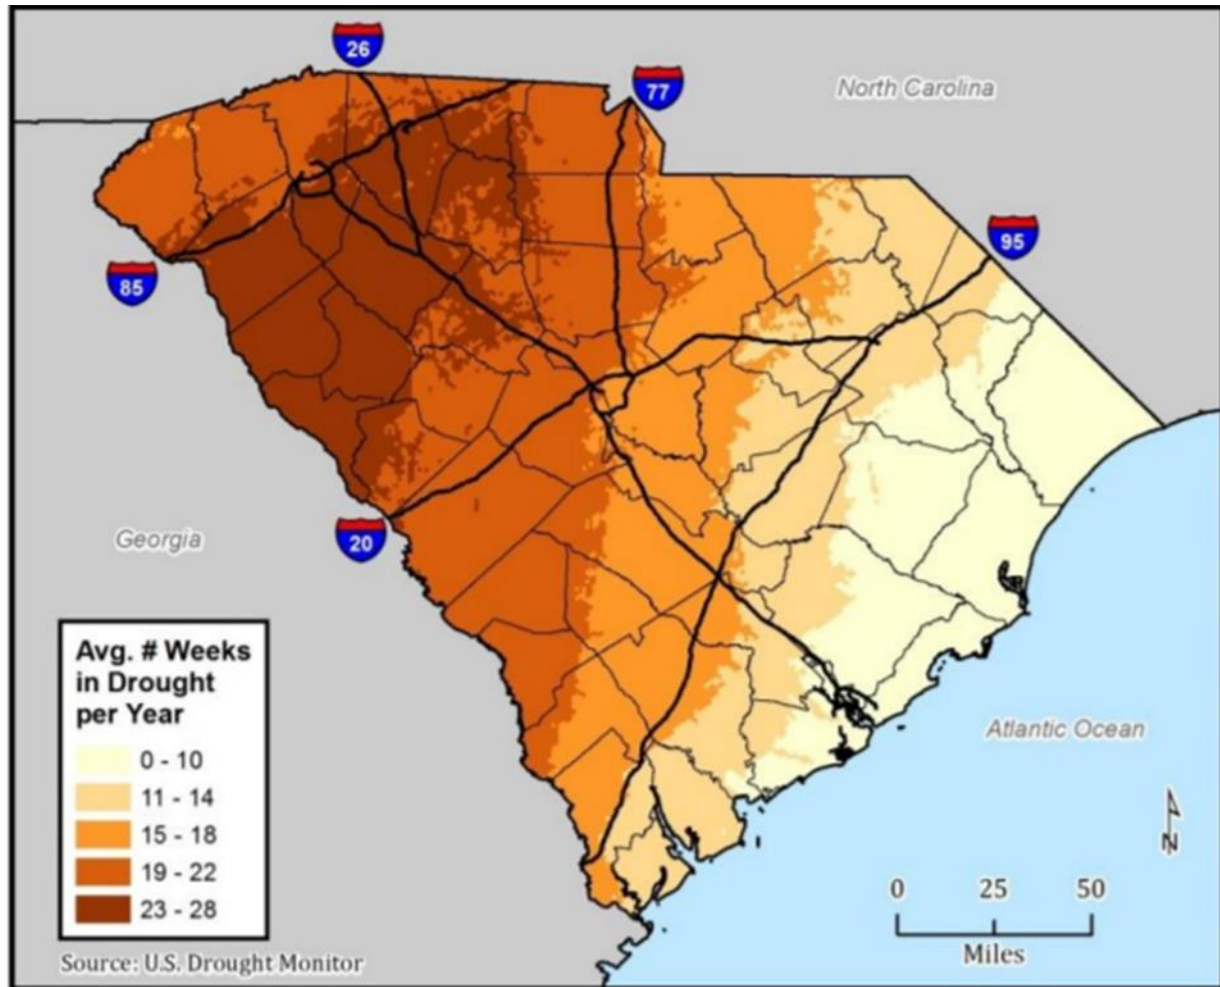 26
77
North Carolina
95
85
Georgia
20
Avg. # Weeks
in Drought
per Year
0 - 10
11 - 14
15 - 18
19 - 22
23 - 28
Source: U.S. Drought Monitor
Atlantic Ocean
N
0 25 50
Miles